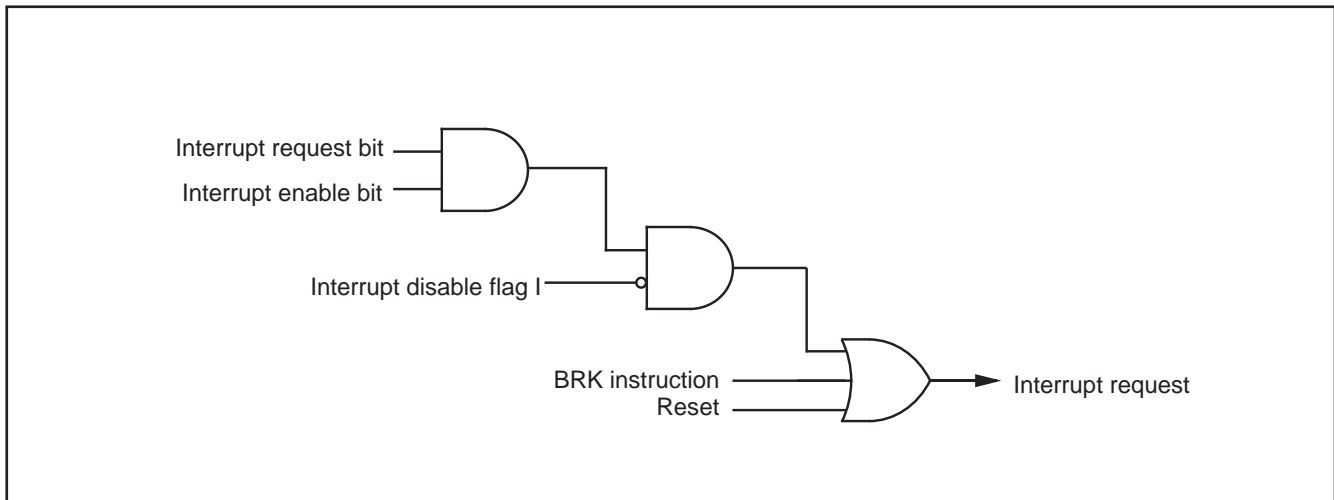 Interrupt request bit
Interrupt enable bit
Interrupt disable flag I
BRK instruction
Reset
Interrupt request